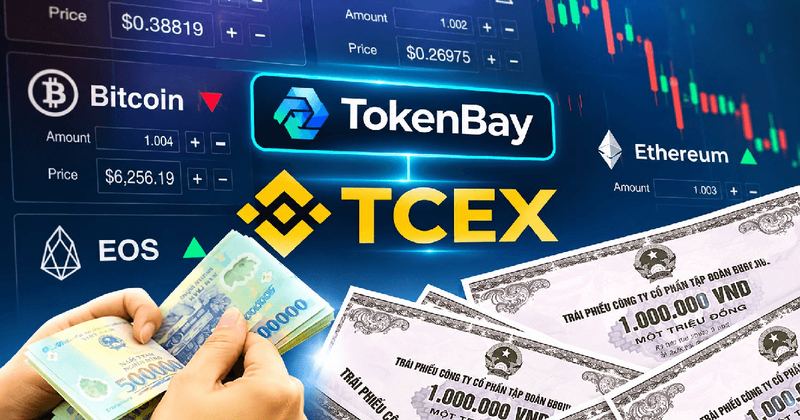 Price $0.38819 + −
Amount 1.002 + −
Price $0.26975 + −
Bitcoin
Amount 1.004 + −
Price $6,256.19 + −
TokenBay
TCEX
Ethereum
Amount 1.003 + −
EOS
TRÁI PHIẾU CÔNG TY CỔ PHẦN TẬP ĐOÀN
1.000.000 VND
MỘT TRIỆU ĐỒNG
TRÁI PHIẾU CÔNG TY CỔ PHẦN TẬP ĐOÀN
1.000.000 VND
TRÁI PHIẾU